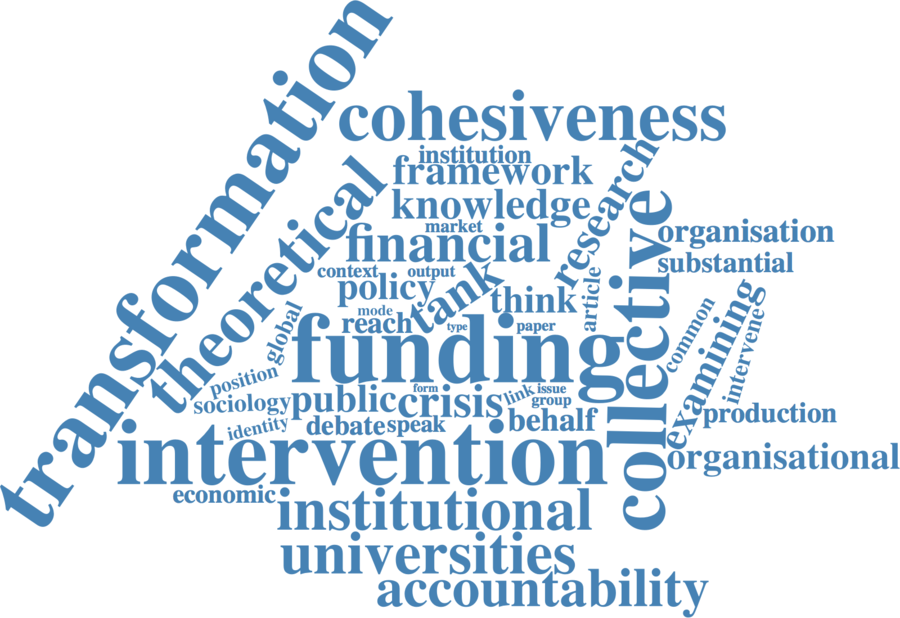 transformation
cohesiveness
institution
framework
theoretical
research
knowledge
collective
market
financial
organisation
substantial
context
output
policy
tank
think
article
examining
common
intervene
global
mode
reach
type
paper
funding
position
form
link
issue
sociology
public
crisis
group
production
identity
debate
speak
behalf
intervention
organisational
economic
institutional
universities
accountability